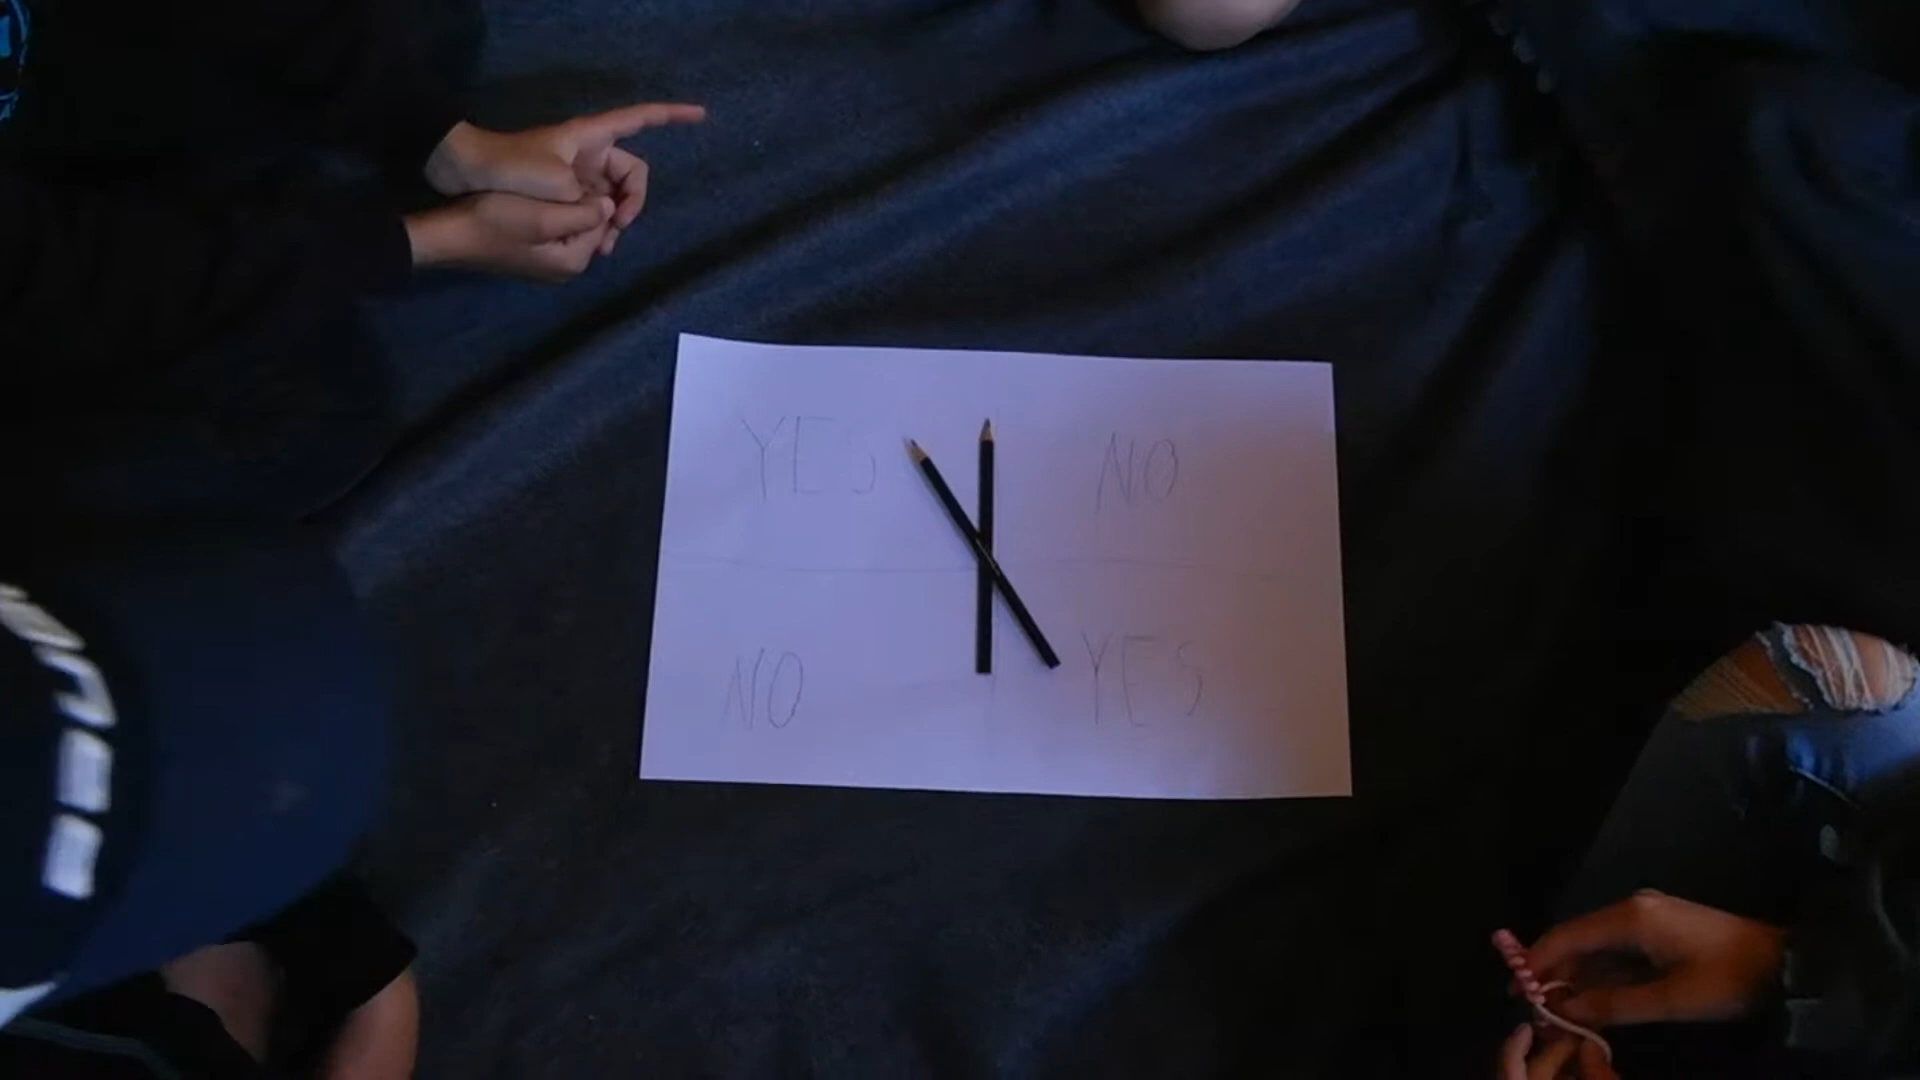 YES NO
NO YES